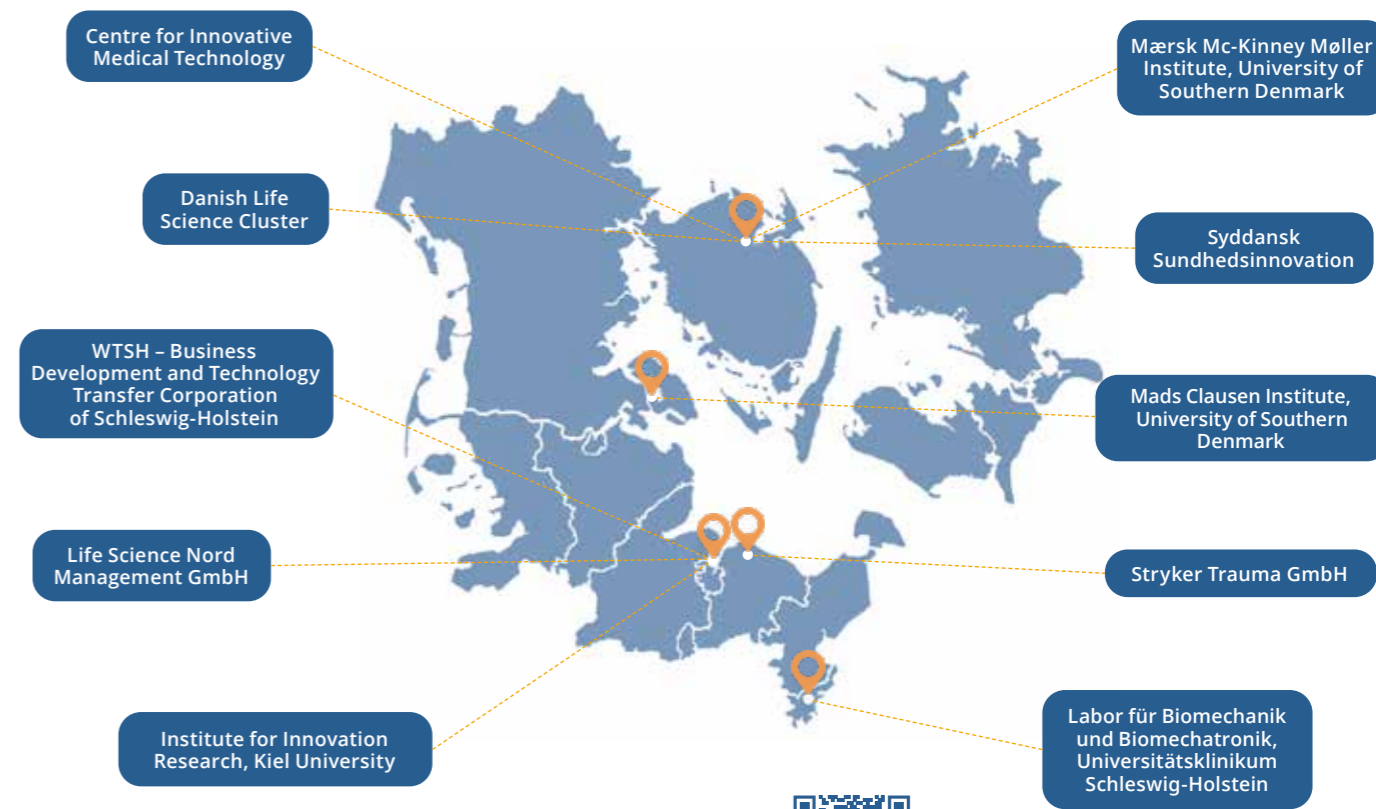 Centre for Innovative
Medical Technology
Mærsk Mc-Kinney Møller
Institute, University of
Southern Denmark
Danish Life
Science Cluster
Syddansk
Sundhedsinnovation
WTSH – Business
Development and Technology
Transfer Corporation
of Schleswig-Holstein
Mads Clausen Institute,
University of Southern
Denmark
Life Science Nord
Management GmbH
Stryker Trauma GmbH
Institute for Innovation
Research, Kiel University
Labor für Biomechanik
und Biomechatronik,
Universitätsklinikum
Schleswig-Holstein